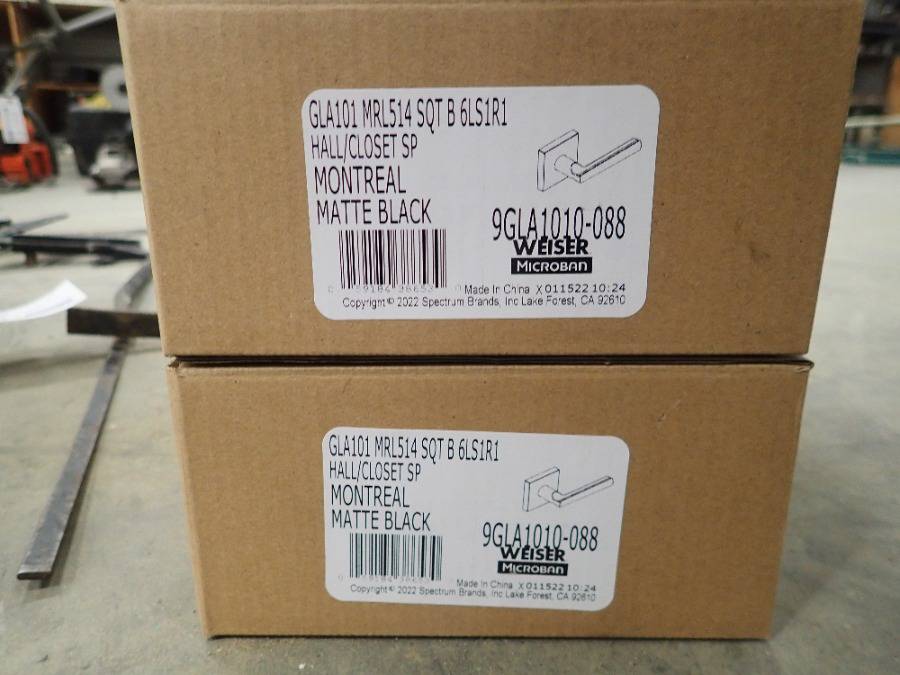 GLA101 MRL514 SQT B 6LS1R1
HALL/CLOSET SP
MONTREAL
MATTE BLACK
9GLA1010-088
WEISER
MICROBAN
Made In China X 011522 10:24
Copyright © 2022 Spectrum Brands, Inc Lake Forest, CA 92610
GLA101 MRL514 SQT B 6LS1R1
HALL/CLOSET SP
MONTREAL
MATTE BLACK
9GLA1010-088
WEISER
MICROBAN
Made In China X 011522 10:24
Copyright © 2022 Spectrum Brands, Inc Lake Forest, CA 92610